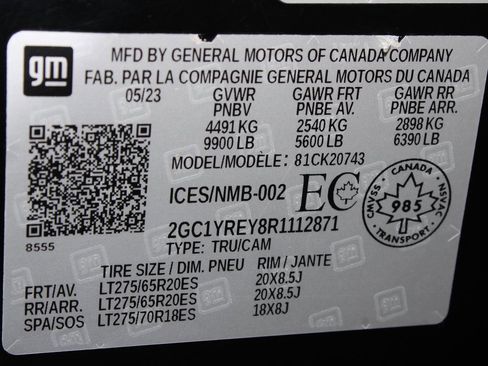 gm
MFD BY GENERAL MOTORS OF CANADA COMPANY
FAB. PAR LA COMPAGNIE GENERAL MOTORS DU CANADA
05/23 GVWR GAWR FRT GAWR RR
PNBV PNBE AV. PNBE ARR.
4491 KG 2540 KG 2898 KG
9900 LB 5600 LB 6390 LB
MODEL/MODÈLE: 81CK20743
ICES/NMB-002 EC
CANADA
CMVSS NSVAC
985
TRANSPORT
2GC1YREY8R1112871
8555
TYPE: TRU/CAM
TIRE SIZE / DIM. PNEU RIM / JANTE
FRT/AV. LT275/65R20ES 20X8.5J
RR/ARR. LT275/65R20ES 20X8.5J
SPA/SOS LT275/70R18ES 18X8J